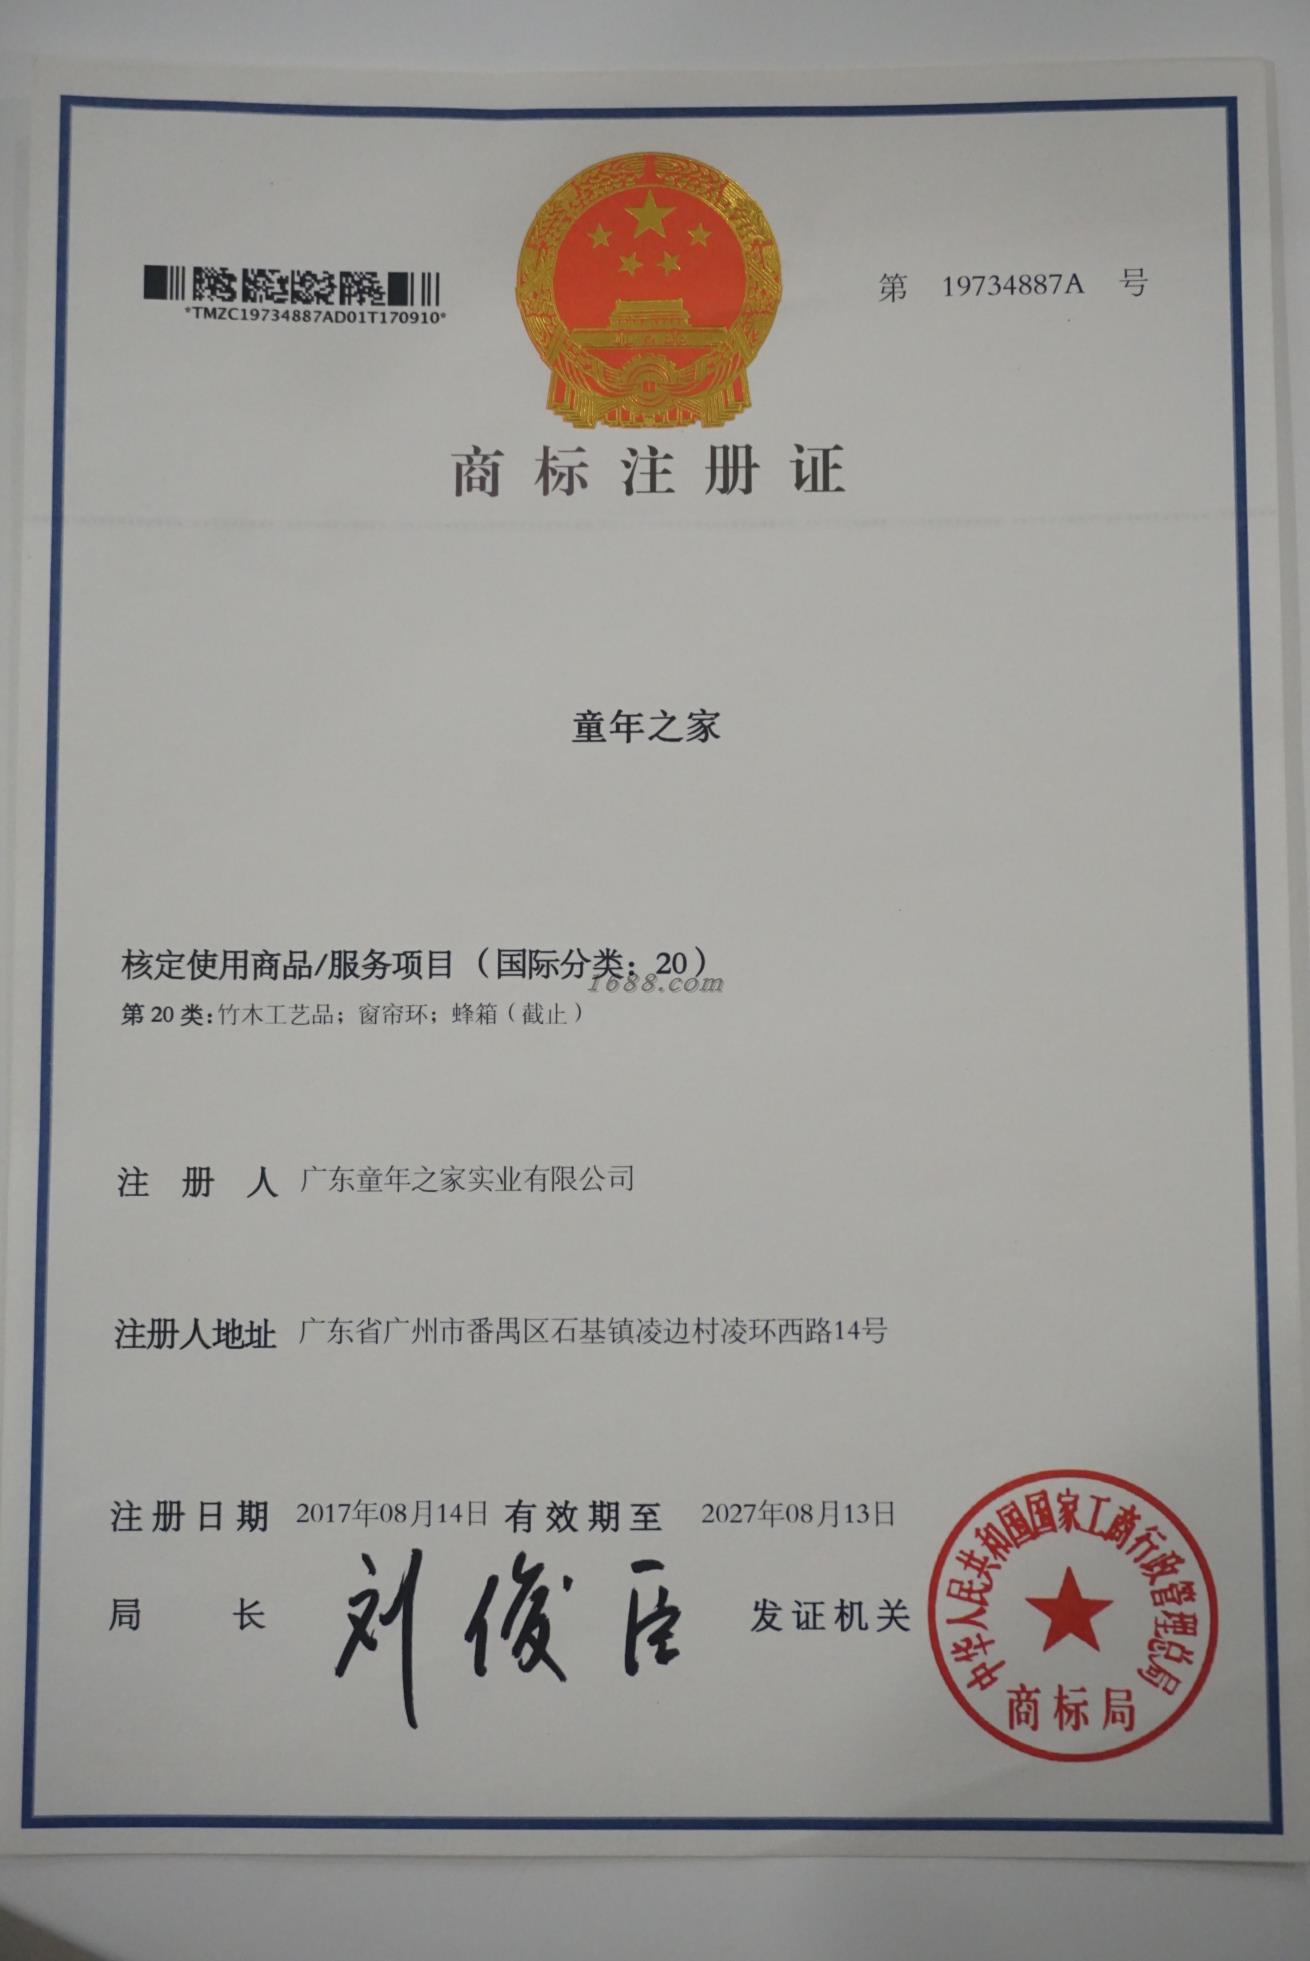 *TMZC19734887AD01T170910*
第 19734887A 号
商标注册证
童年之家
核定使用商品/服务项目（国际分类：20）
1688.com
第20类:竹木工艺品；窗帘环；蜂箱（截止）
注册人 广东童年之家实业有限公司
注册人地址 广东省广州市番禺区石基镇凌边村凌环西路14号
注册日期 2017年08月14日 有效期至 2027年08月13日
局长 刘俊臣 发证机关
中华人民共和国国家工商行政管理总局
商标局